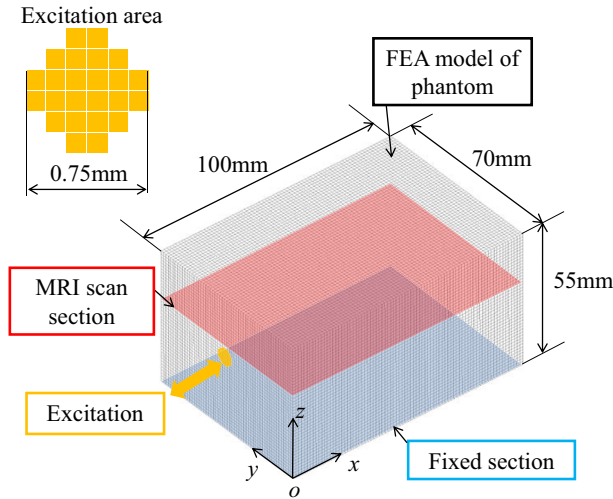 Excitation area
0.75mm
FEA model of
phantom
100mm
70mm
55mm
MRI scan
section
Excitation
z
y
x
o
Fixed section